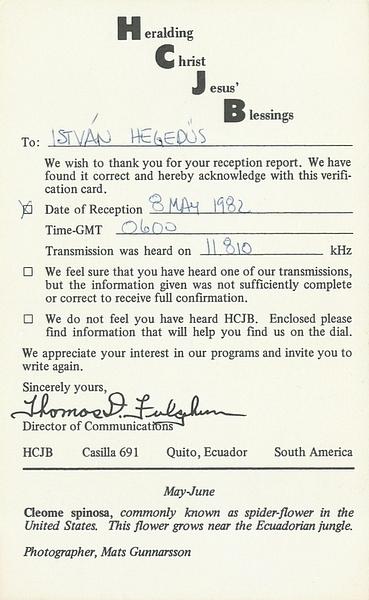 Heralding
Christ
Jesus'
Blessings
To: ISTVÁN HEGEDŰS
We wish to thank you for your reception report. We have
found it correct and hereby acknowledge with this verifi-
cation card.
Date of Reception 8 MAY 1982
Time-GMT 0600
Transmission was heard on 11.810 kHz
We feel sure that you have heard one of our transmissions,
but the information given was not sufficiently complete
or correct to receive full confirmation.
We do not feel you have heard HCJB. Enclosed please
find information that will help you find us on the dial.
We appreciate your interest in our programs and invite you to
write again.
Sincerely yours,
Thomas D. Fulghum
Director of Communications
HCJB Casilla 691 Quito, Ecuador South America
May-June
Cleome spinosa, commonly known as spider-flower in the
United States. This flower grows near the Ecuadorian jungle.
Photographer, Mats Gunnarsson